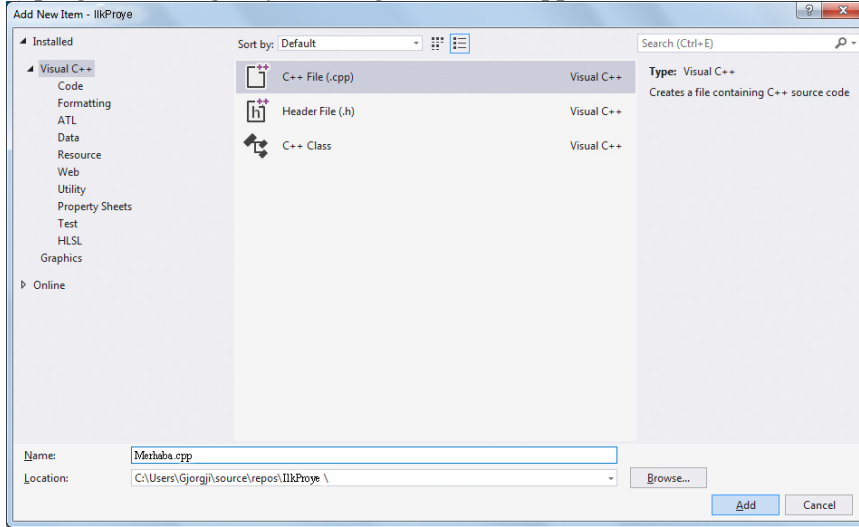 Add New Item - IlkProye
Installed
Sort by: Default
Search (Ctrl+E)
Visual C++
Code
Formatting
ATL
Data
Resource
Web
Utility
Property Sheets
Test
HLSL
Graphics
Online
C++ File (.cpp) Visual C++
Header File (.h) Visual C++
C++ Class Visual C++
Type: Visual C++
Creates a file containing C++ source code
Name: Merhaba.cpp
Location: C:\Users\Gjorgji\source\repos\IlkProye \
Browse...
Add Cancel